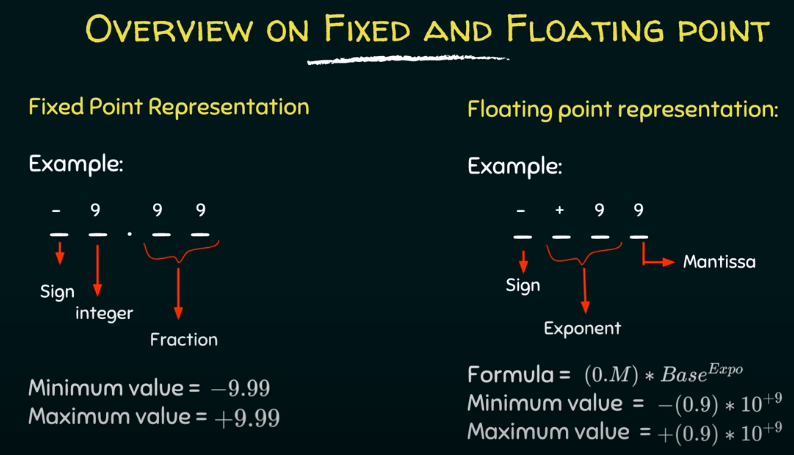 Overview on Fixed and Floating point
Fixed Point Representation
Example:
- 9 . 9 9
Sign
integer
Fraction
Minimum value = −9.99
Maximum value = +9.99
Floating point representation:
Example:
- + 9 9
Mantissa
Sign
Exponent
Formula = (0.M) * Base^{Expo}
Minimum value = −(0.9) * 10^{+9}
Maximum value = +(0.9) * 10^{+9}